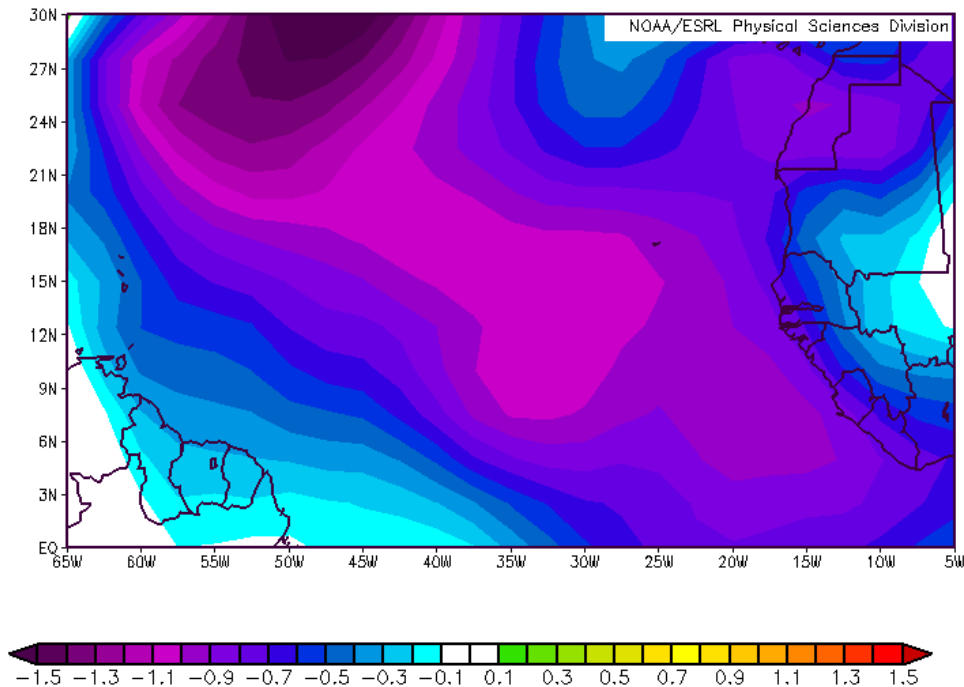 NOAA/ESRL Physical Sciences Division
30N
27N
24N
21N
18N
15N
12N
9N
6N
3N
EQ
65W 60W 55W 50W 45W 40W 35W 30W 25W 20W 15W 10W 5W
-1.5 -1.3 -1.1 -0.9 -0.7 -0.5 -0.3 -0.1 0.1 0.3 0.5 0.7 0.9 1.1 1.3 1.5